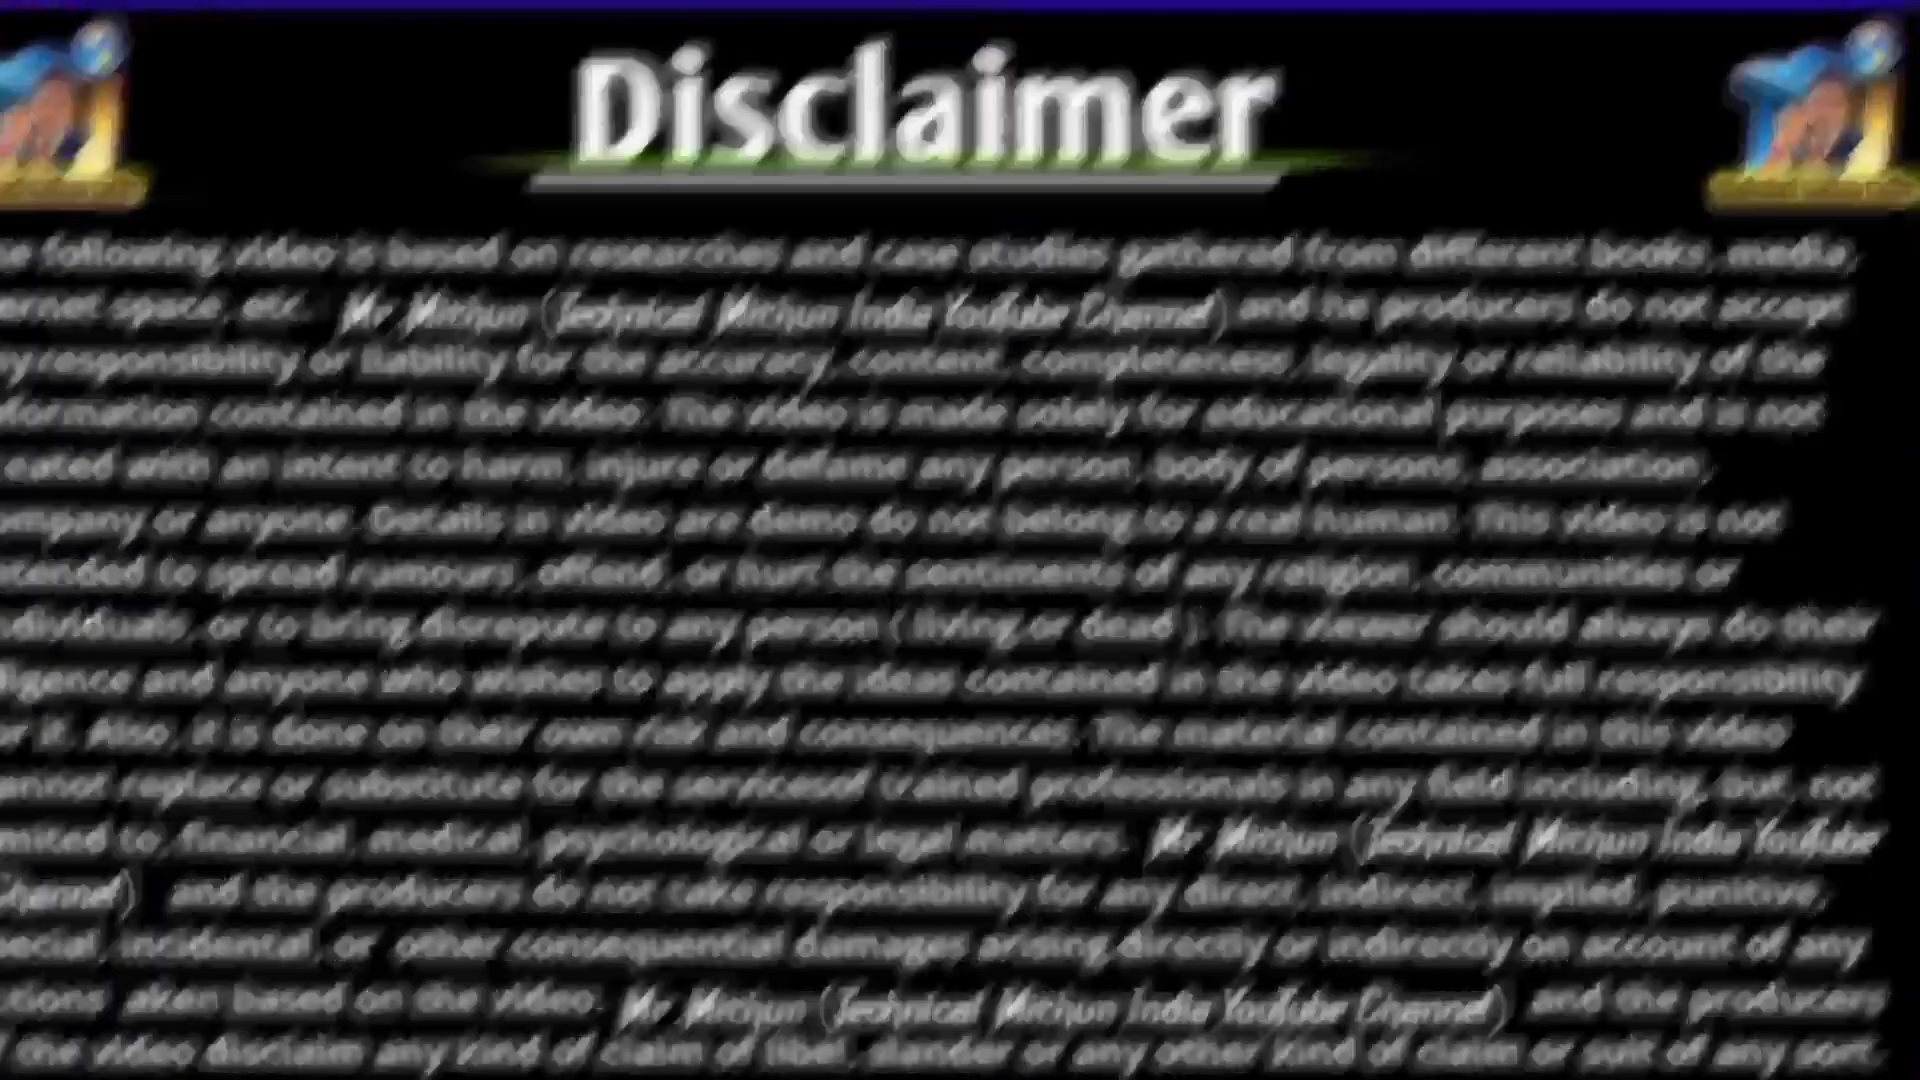 Disclaimer
e following video is based on researches and case studies gathered from different books, media,
ernet space, etc. Mr Mithun (Technical Mithun India YouTube Channel) and he producers do not accept
ny responsibility or liability for the accuracy, content, completeness, legality or reliability of the
formation contained in the video. The video is made solely for educational purposes and is not
eated with an intent to harm, injure or defame any person, body of persons, association,
ompany or anyone. Details in video are demo do not belong to a real human. This video is not
tended to spread rumours, offend, or hurt the sentiments of any religion, communities or
dividuals, or to bring disrepute to any person (living or dead). The viewer should always do their
ligence and anyone who wishes to apply the ideas contained in the video takes full responsibility
r it. Also, it is done on their own risk and consequences. The material contained in this video
annot replace or substitute for the servicesof trained professionals in any field including, but, not
mited to, financial, medical, psychological or legal matters. Mr Mithun (Technical Mithun India YouTube
Channel) and the producers do not take responsibility for any direct, indirect, implied, punitive,
pecial, incidental, or other consequential damages arising directly or indirectly on account of any
ctions aken based on the video. Mr Mithun (Technical Mithun India YouTube Channel) and the producers
the video disclaim any kind of claim of libel, slander or any other kind of claim or suit of any sort.